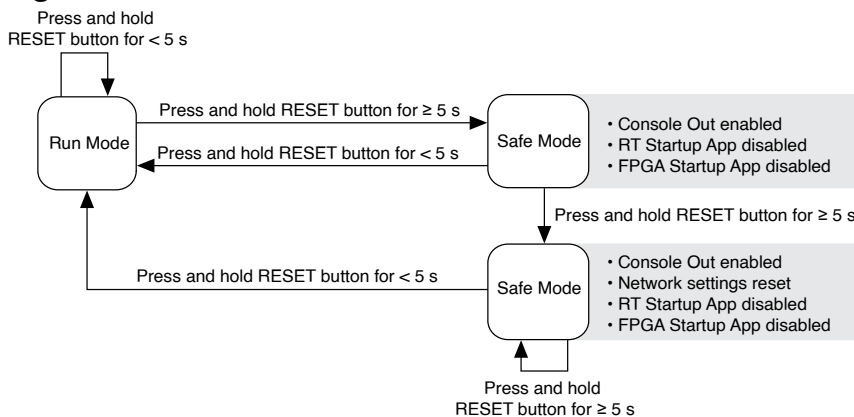 Press and hold
RESET button for < 5 s
Press and hold RESET button for ≥ 5 s
Run Mode
Safe Mode
• Console Out enabled
• RT Startup App disabled
• FPGA Startup App disabled
Press and hold RESET button for < 5 s
Press and hold RESET button for ≥ 5 s
Press and hold RESET button for < 5 s
Safe Mode
• Console Out enabled
• Network settings reset
• RT Startup App disabled
• FPGA Startup App disabled
Press and hold
RESET button for ≥ 5 s